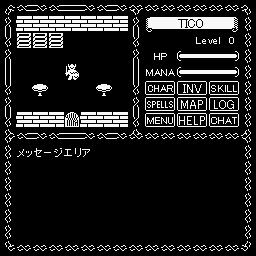 TICO
Level 0
HP
MANA
CHAR INV SKILL
SPELLS MAP LOG
MENU HELP CHAT
メッセージエリア